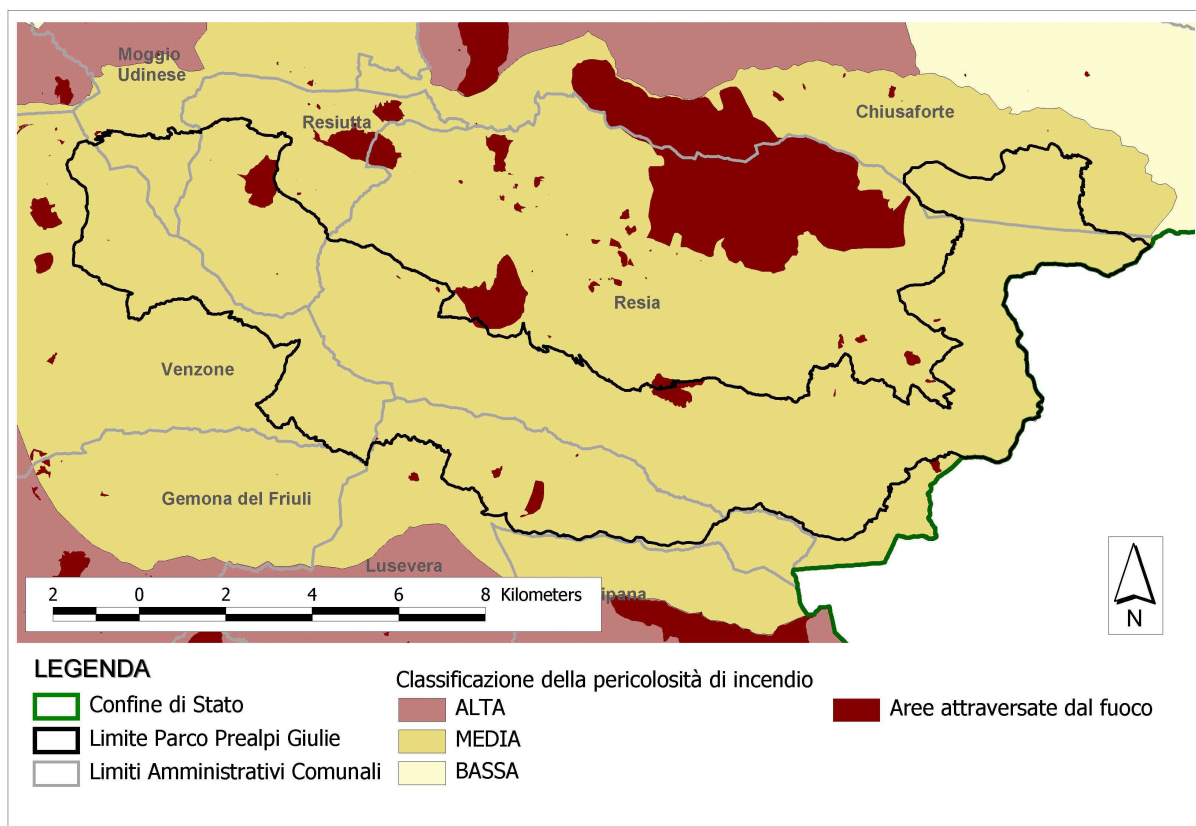 Moggio
Udinese
Resiutta
Chiusaforte
Resia
Venzone
Gemona del Friuli
Lusevera
ipana
2 0 2 4 6 8 Kilometers
N
LEGENDA
Confine di Stato
Limite Parco Prealpi Giulie
Limiti Amministrativi Comunali
Classificazione della pericolosità di incendio
ALTA
MEDIA
BASSA
Aree attraversate dal fuoco